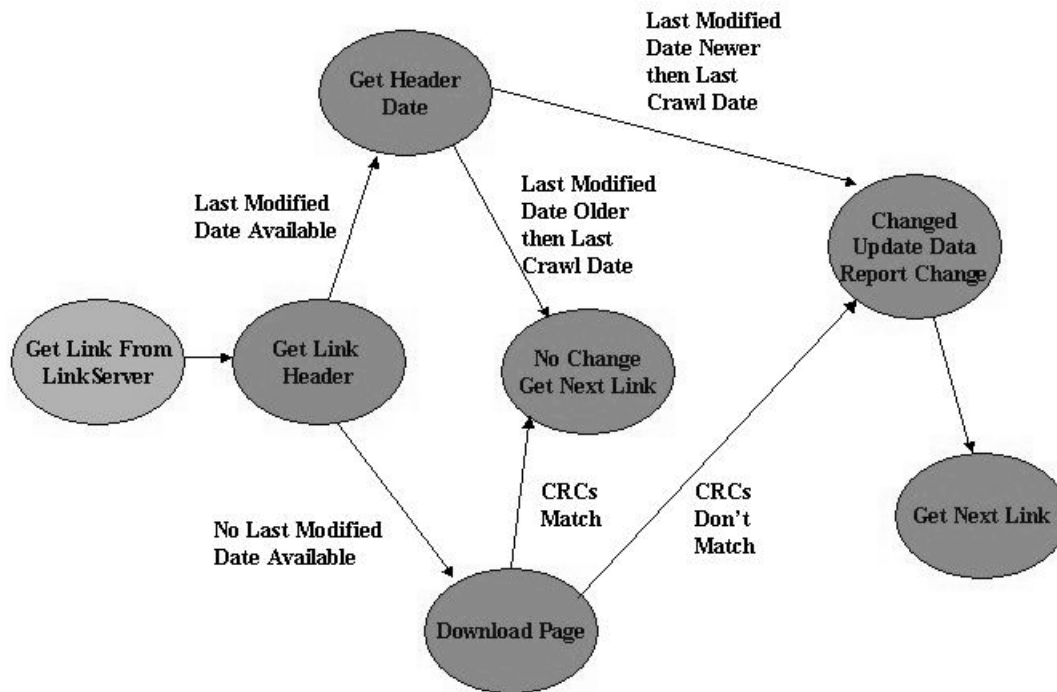 Last Modified
Date Newer
then Last
Crawl Date
Get Header
Date
Last Modified
Date Available
Last Modified
Date Older
then Last
Crawl Date
Changed
Update Data
Report Change
Get Link From
LinkServer
Get Link
Header
No Change
Get Next Link
No Last Modified
Date Available
CRCs
Match
CRCs
Don't
Match
Get Next Link
Download Page